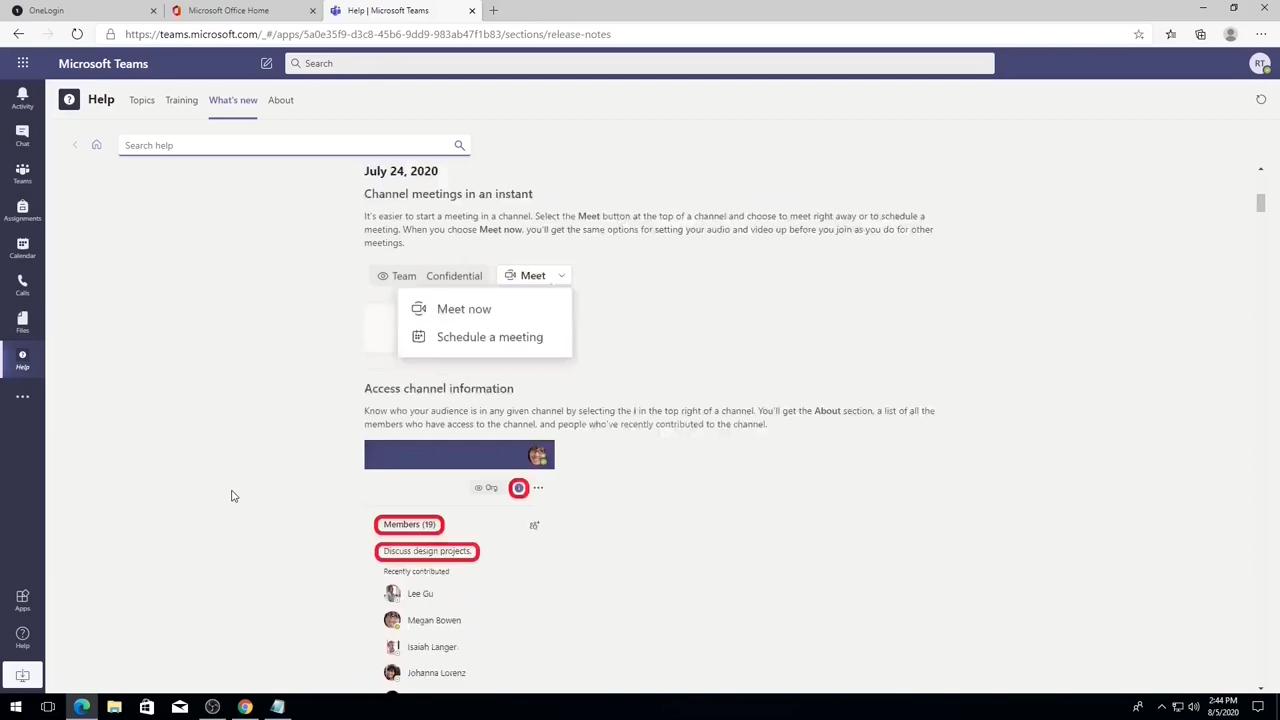 OneLogin
Microsoft Office Home
Help | Microsoft Teams
https://teams.microsoft.com/_#/apps/5a0e35f9-d3c8-45b6-9dd9-983ab47f1b83/sections/release-notes
Microsoft Teams
Search
RT
Activity
Chat
Teams
Assignments
Calendar
Calls
Files
Help
Apps
Help
Help
Topics
Training
What's new
About
Search help
July 24, 2020
Channel meetings in an instant
It's easier to start a meeting in a channel. Select the Meet button at the top of a channel and choose to meet right away or to schedule a
meeting. When you choose Meet now, you'll get the same options for setting your audio and video up before you join as you do for other
meetings.
Team Confidential Meet
Meet now
Schedule a meeting
Access channel information
Know who your audience is in any given channel by selecting the i in the top right of a channel. You'll get the About section, a list of all the
members who have access to the channel, and people who've recently contributed to the channel.
Org
Members (19)
Discuss design projects.
Recently contributed
Lee Gu
Megan Bowen
Isaiah Langer
Johanna Lorenz
2:44 PM
8/5/2020